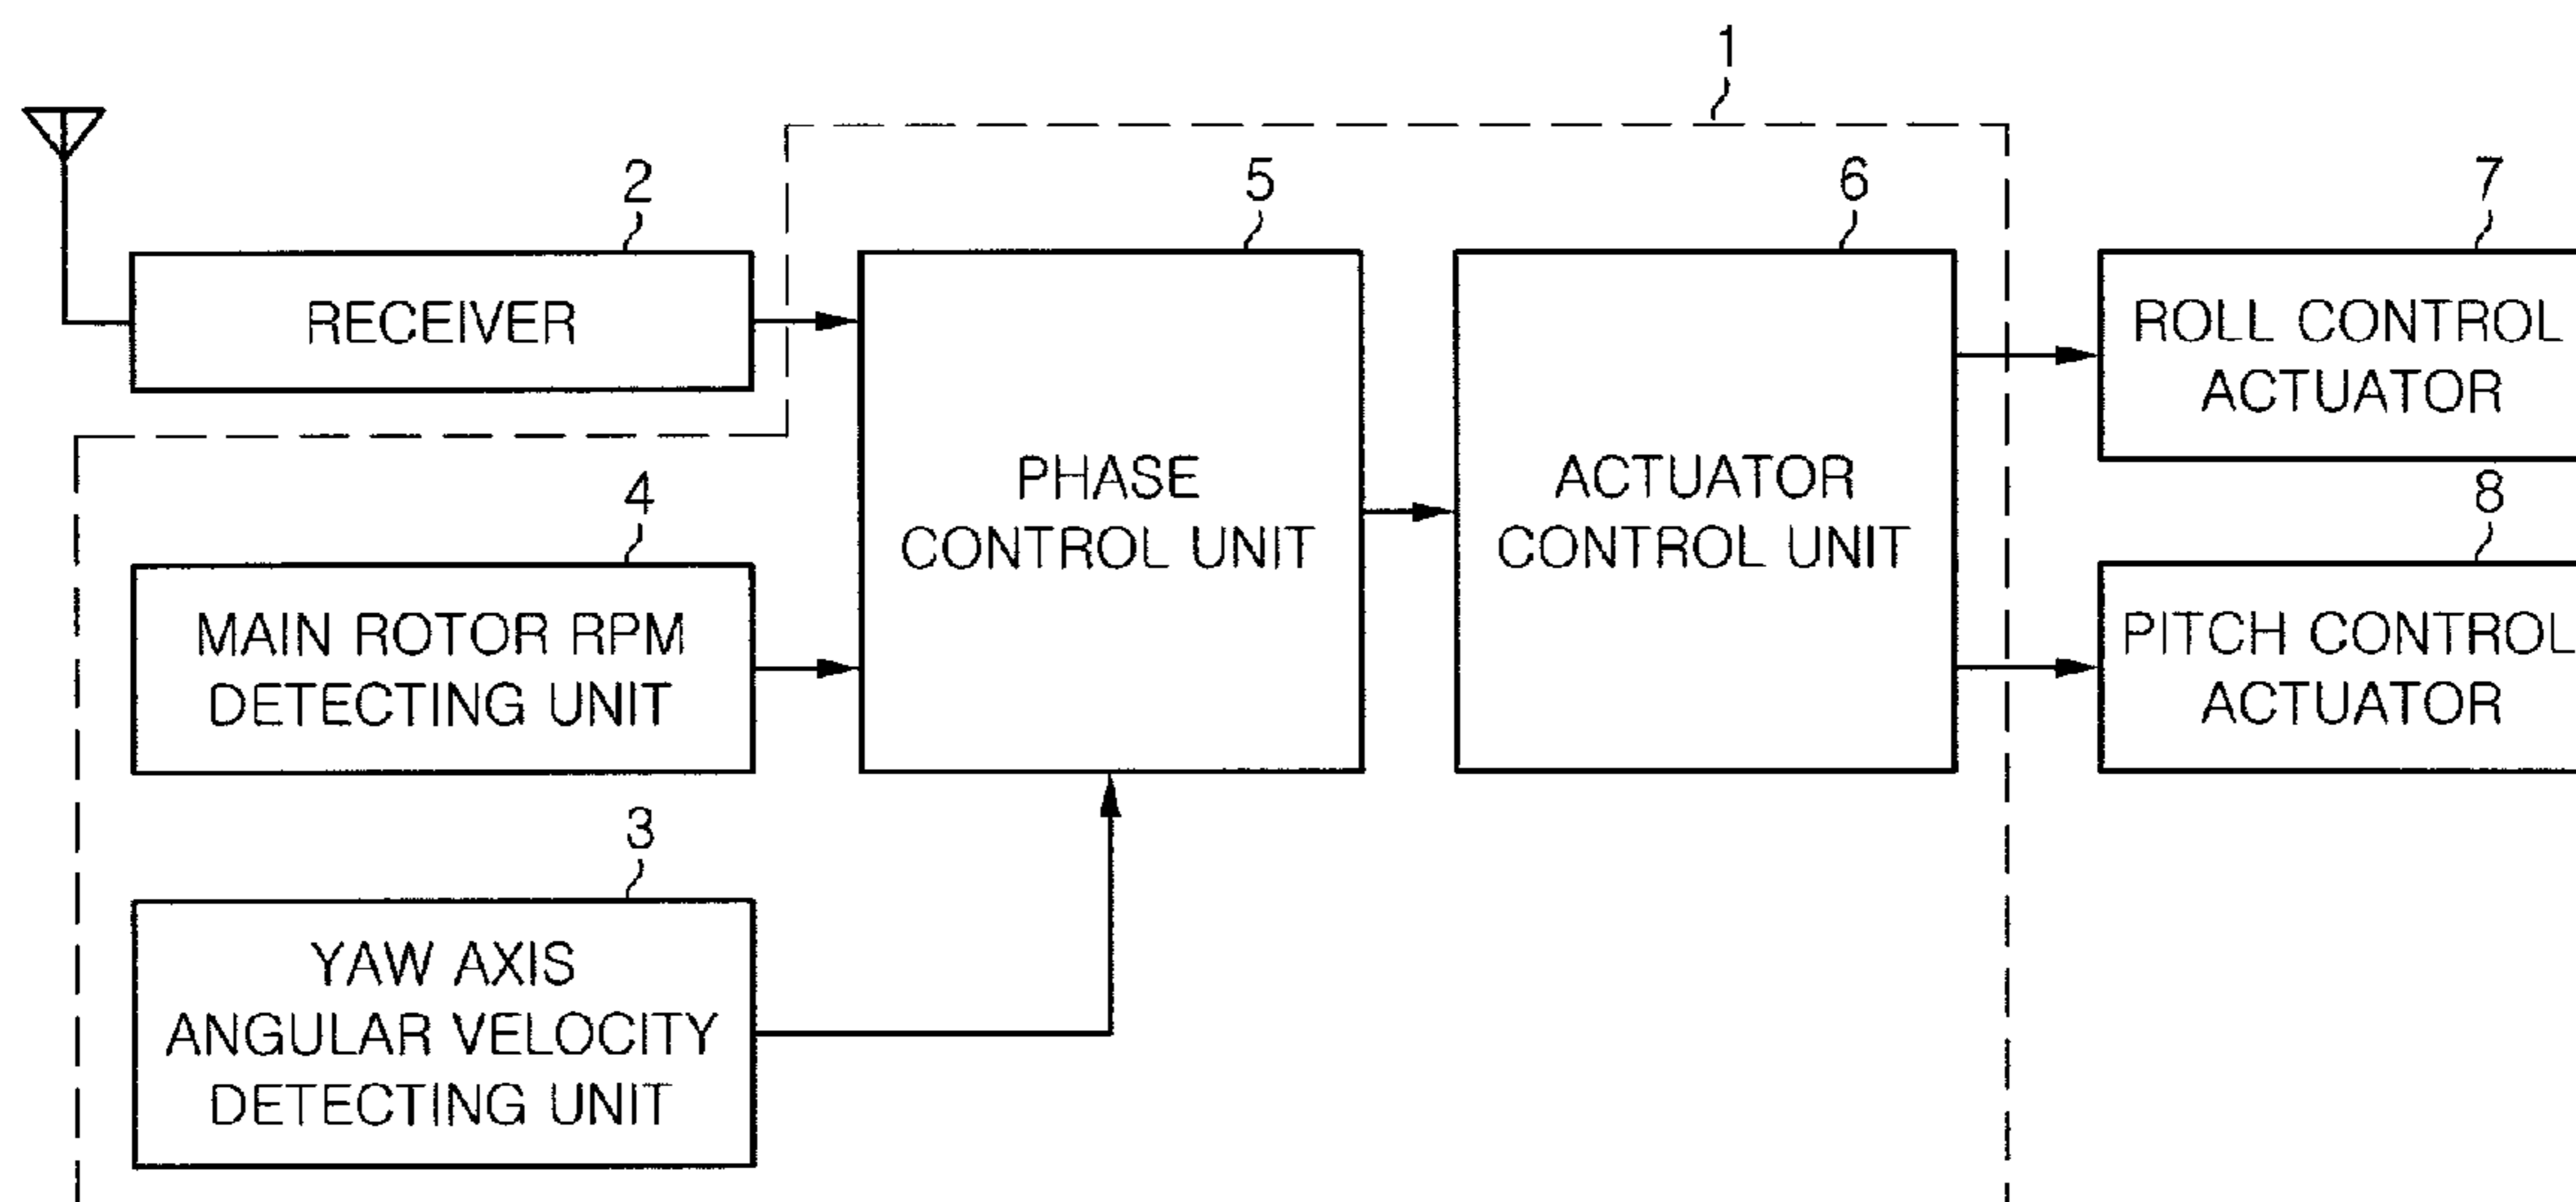 1
2
RECEIVER
5
PHASE
CONTROL UNIT
6
ACTUATOR
CONTROL UNIT
7
ROLL CONTROL
ACTUATOR
4
MAIN ROTOR RPM
DETECTING UNIT
8
PITCH CONTROL
ACTUATOR
3
YAW AXIS
ANGULAR VELOCITY
DETECTING UNIT